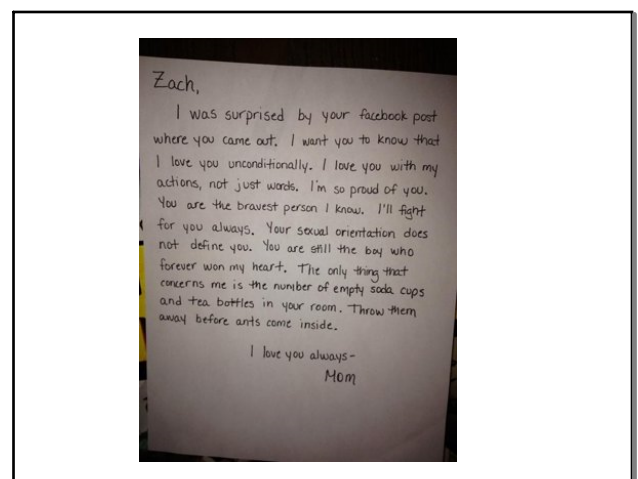 Zach,
I was surprised by your facebook post
where you came out. I want you to know that
I love you unconditionally. I love you with my
actions, not just words. I'm so proud of you.
You are the bravest person I know. I'll fight
for you always. Your sexual orientation does
not define you. You are still the boy who
forever won my heart. The only thing that
concerns me is the number of empty soda cups
and tea bottles in your room. Throw them
away before ants come inside.
I love you always-
Mom